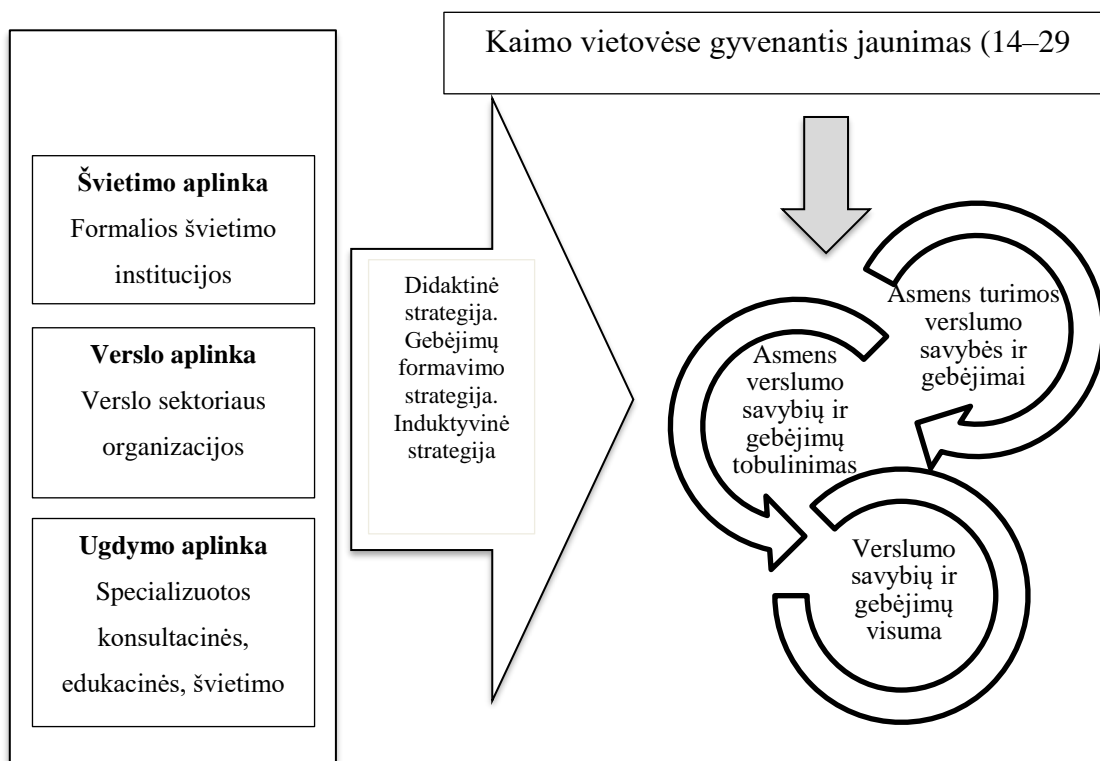 Kaimo vietovėse gyvenantis jaunimas (14–29
Švietimo aplinka
Formalios švietimo
institucijos
Verslo aplinka
Verslo sektoriaus
organizacijos
Ugdymo aplinka
Specializuotos
konsultacinės,
edukacinės, švietimo
Didaktinė
strategija.
Gebėjimų
formavimo
strategija.
Induktyvinė
strategija
Asmens turimos
verslumo
savybės ir
gebėjimai
Asmens
verslumo
savybių ir
gebėjimų
tobulinimas
Verslumo
savybių ir
gebėjimų
visuma